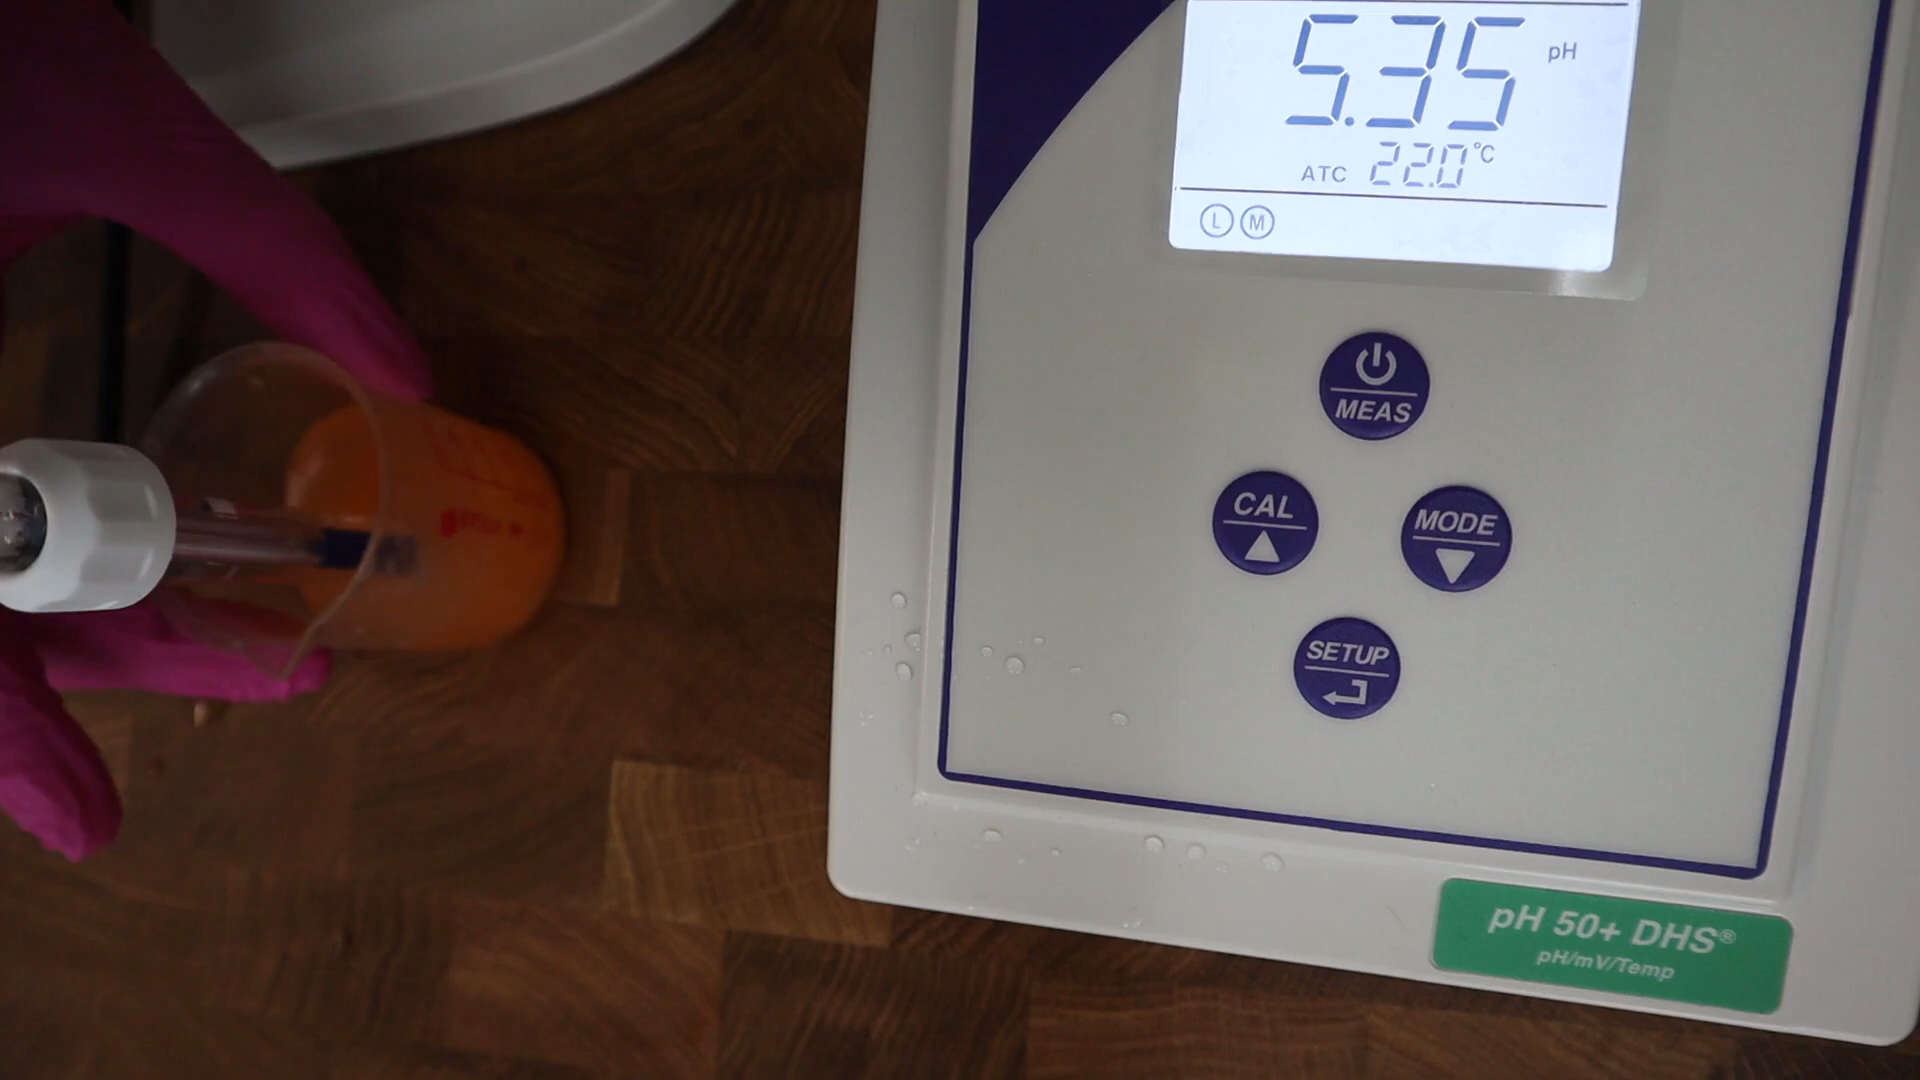 5.35 pH
ATC 22.0 °C
L M
MEAS
CAL
MODE
SETUP
pH 50+ DHS®
pH/mV/Temp